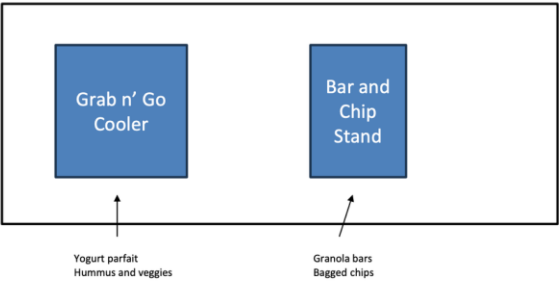 Grab n' Go
Cooler
Bar and
Chip
Stand
Yogurt parfait
Hummus and veggies
Granola bars
Bagged chips